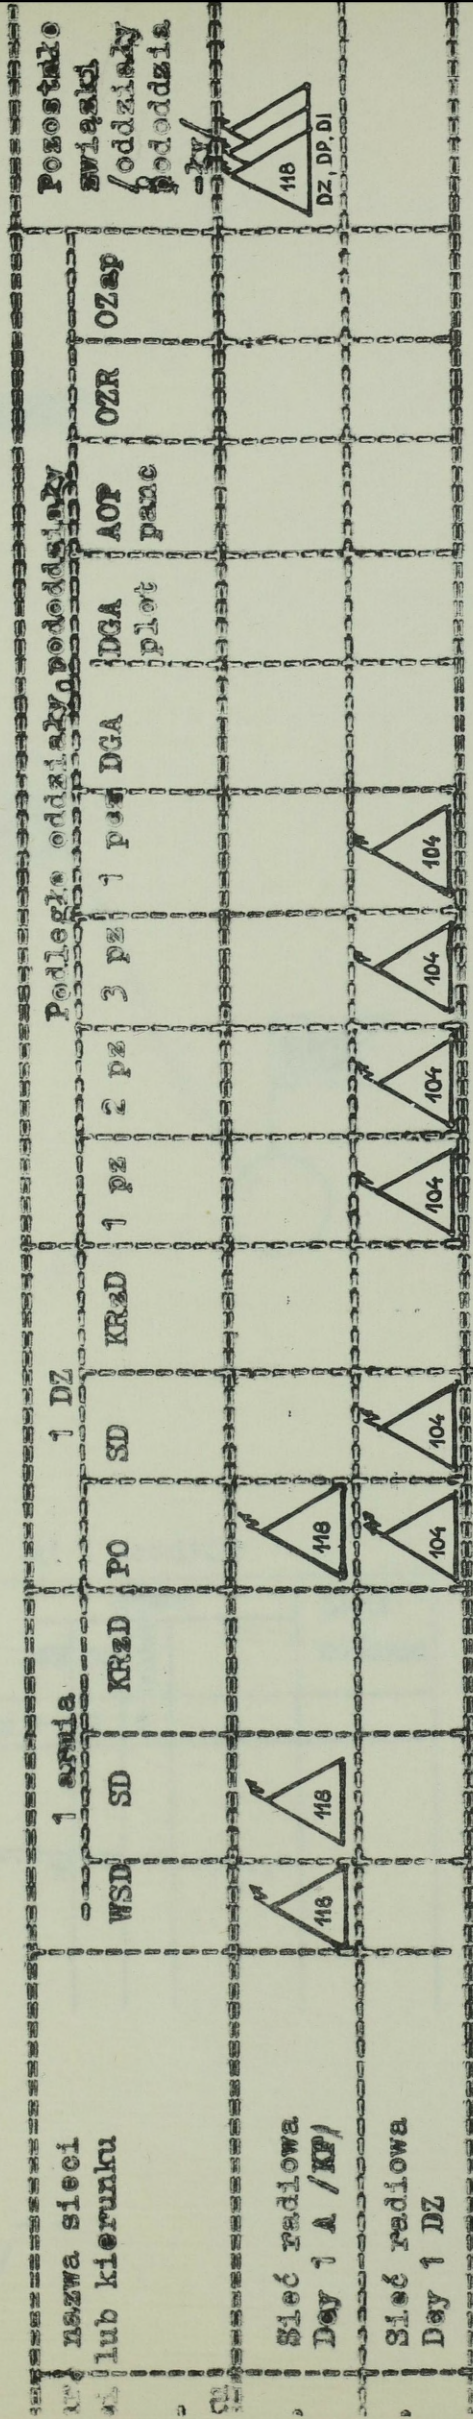 nazwa sieci
lub kierunku
1 armia
WSD SD KRzD
1 DZ
PO SD KRzD
Podległe oddziały, pododdziały
1 pz 2 pz 3 pz 1 pcz DGA DGA plot AOP panc OZR OZap
Pozostałe
związki
/oddziały
pododdzia
-ły/
Sieć radiowa
Dcy 1 A /KP/
118 118 118 118
DZ, DP, DI
Sieć radiowa
Dcy 1 DZ
104 104 104 104 104 104